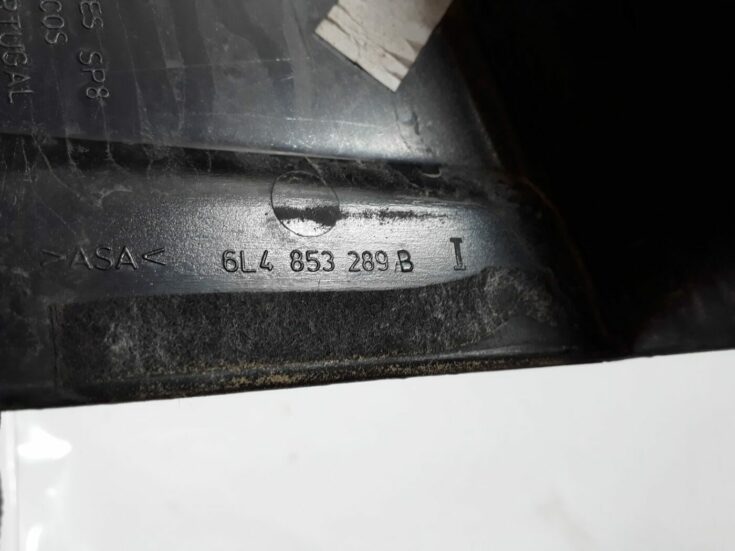 ES SP8
COS
RTUGAL
>ASA< 6L4 853 289 B I